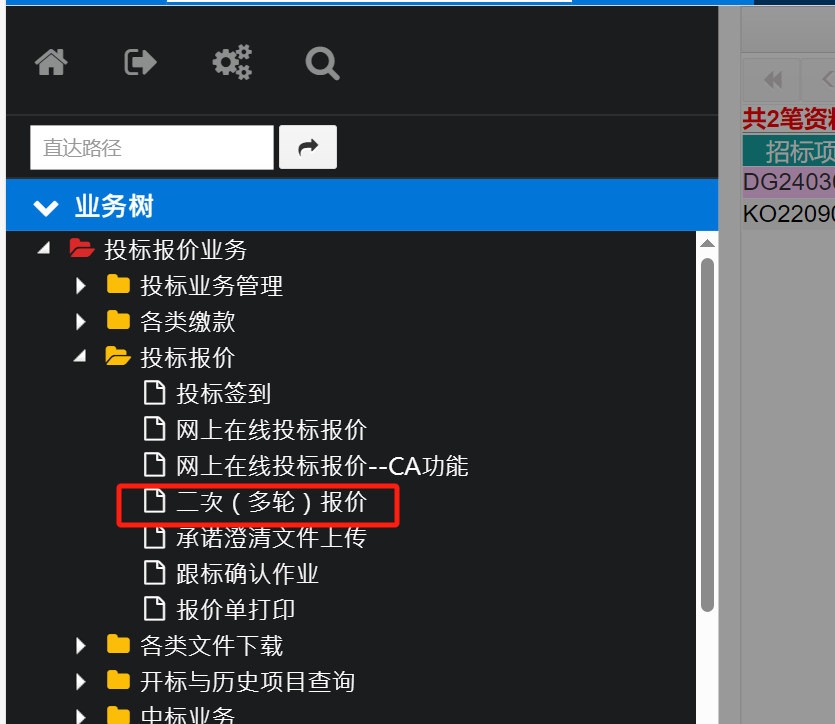 直达路径
共2笔资料
招标项
DG2403
KO2209
业务树
投标报价业务
投标业务管理
各类缴款
投标报价
投标签到
网上在线投标报价
网上在线投标报价--CA功能
二次（多轮）报价
承诺澄清文件上传
跟标确认作业
报价单打印
各类文件下载
开标与历史项目查询
中标业务